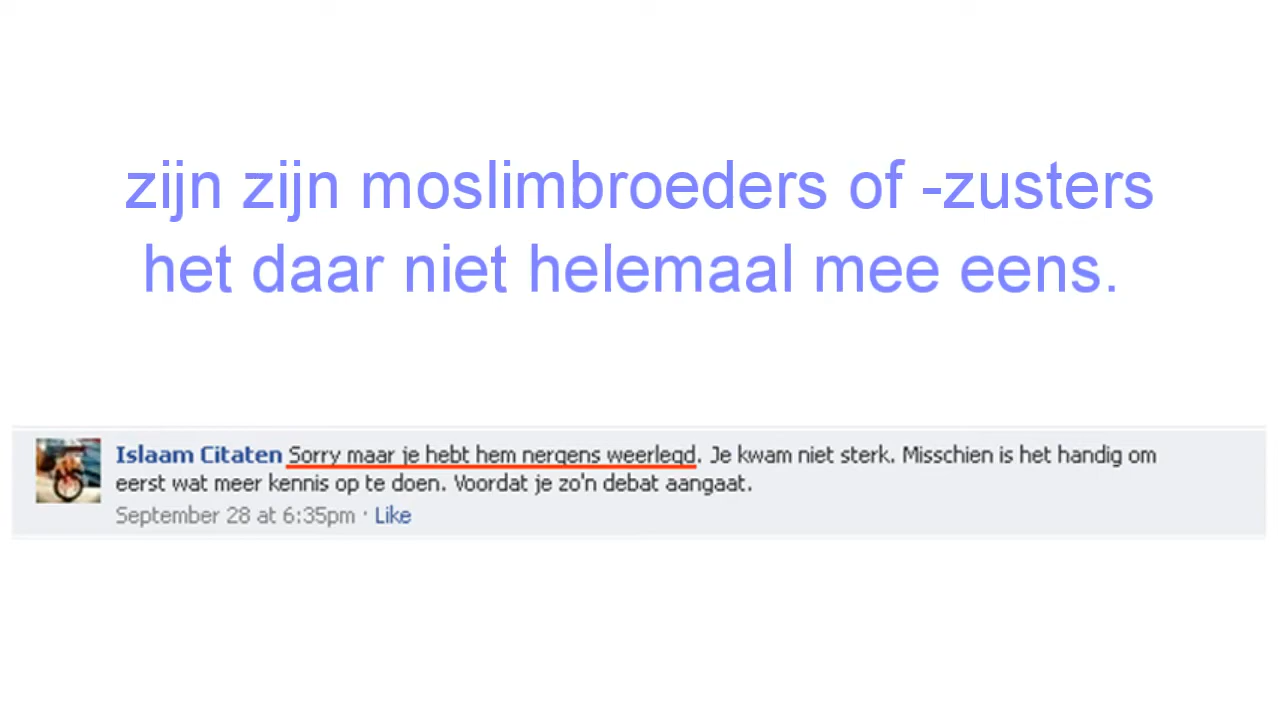 zijn zijn moslimbroeders of -zusters
het daar niet helemaal mee eens.
Islaam Citaten Sorry maar je hebt hem nergens weerlegd. Je kwam niet sterk. Misschien is het handig om
eerst wat meer kennis op te doen. Voordat je zo'n debat aangaat.
September 28 at 6:35pm · Like